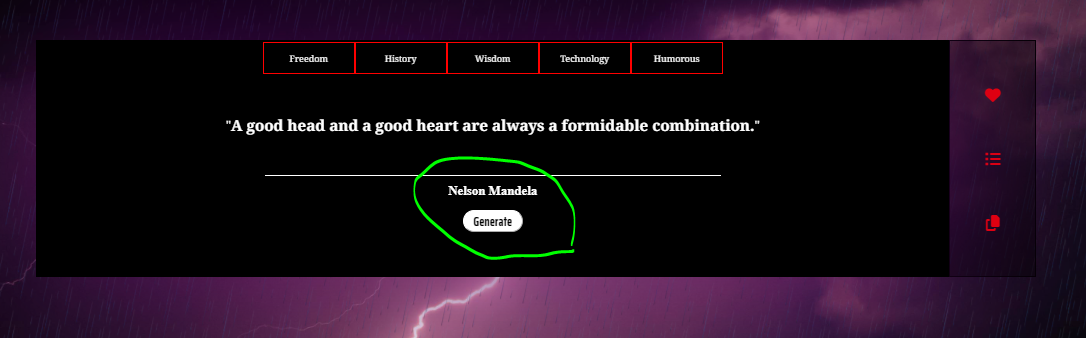 Freedom History Wisdom Technology Humorous
"A good head and a good heart are always a formidable combination."
Nelson Mandela
Generate